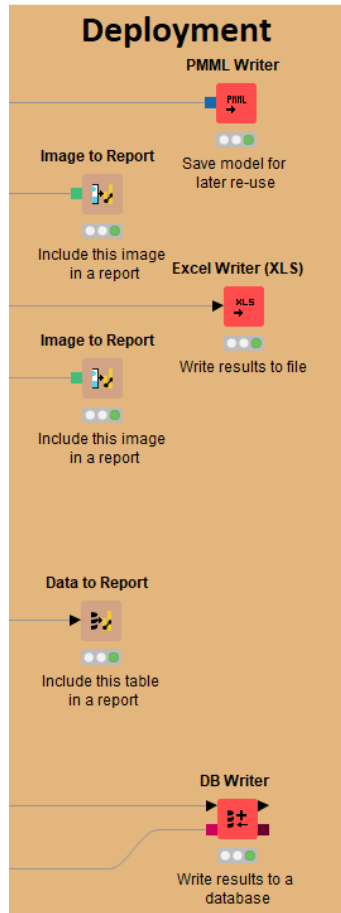 Deployment
PMML Writer
PMML
Save model for
later re-use
Image to Report
Include this image
in a report
Excel Writer (XLS)
XLS
Write results to file
Image to Report
Include this image
in a report
Data to Report
Include this table
in a report
DB Writer
Write results to a
database